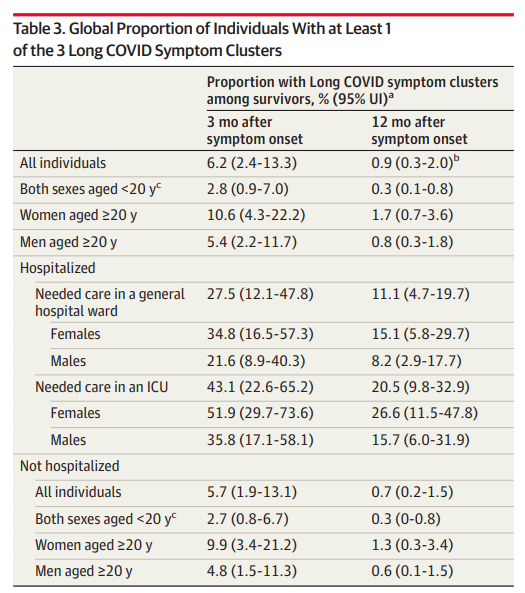 Table 3. Global Proportion of Individuals With at Least 1
of the 3 Long COVID Symptom Clusters
Proportion with Long COVID symptom clusters
among survivors, % (95% UI)a
3 mo after
symptom onset
12 mo after
symptom onset
All individuals 6.2 (2.4-13.3) 0.9 (0.3-2.0)b
Both sexes aged <20 yc 2.8 (0.9-7.0) 0.3 (0.1-0.8)
Women aged ≥20 y 10.6 (4.3-22.2) 1.7 (0.7-3.6)
Men aged ≥20 y 5.4 (2.2-11.7) 0.8 (0.3-1.8)
Hospitalized
Needed care in a general
hospital ward
27.5 (12.1-47.8) 11.1 (4.7-19.7)
Females 34.8 (16.5-57.3) 15.1 (5.8-29.7)
Males 21.6 (8.9-40.3) 8.2 (2.9-17.7)
Needed care in an ICU 43.1 (22.6-65.2) 20.5 (9.8-32.9)
Females 51.9 (29.7-73.6) 26.6 (11.5-47.8)
Males 35.8 (17.1-58.1) 15.7 (6.0-31.9)
Not hospitalized
All individuals 5.7 (1.9-13.1) 0.7 (0.2-1.5)
Both sexes aged <20 yc 2.7 (0.8-6.7) 0.3 (0-0.8)
Women aged ≥20 y 9.9 (3.4-21.2) 1.3 (0.3-3.4)
Men aged ≥20 y 4.8 (1.5-11.3) 0.6 (0.1-1.5)